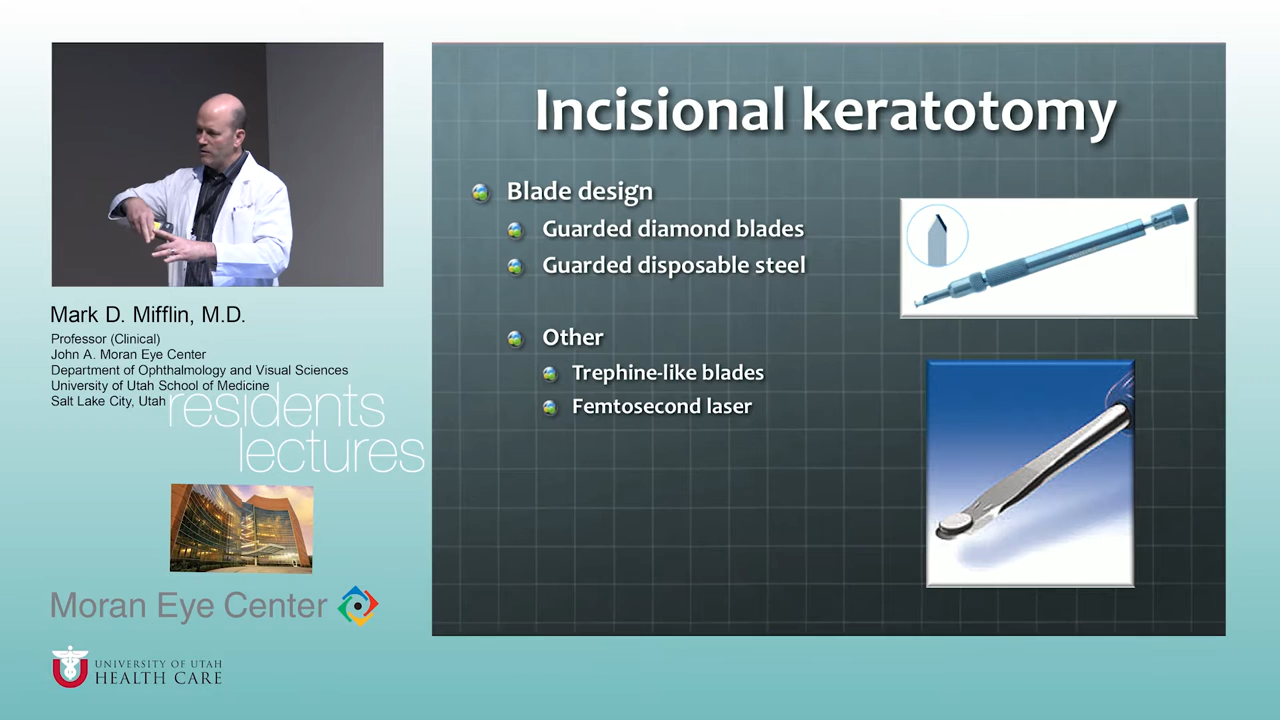 Incisional keratotomy
Blade design
Guarded diamond blades
Guarded disposable steel
Other
Trephine-like blades
Femtosecond laser
Mark D. Mifflin, M.D.
Professor (Clinical)
John A. Moran Eye Center
Department of Ophthalmology and Visual Sciences
University of Utah School of Medicine
Salt Lake City, Utah
residents
lectures
Moran Eye Center
U
UNIVERSITY OF UTAH
HEALTH CARE